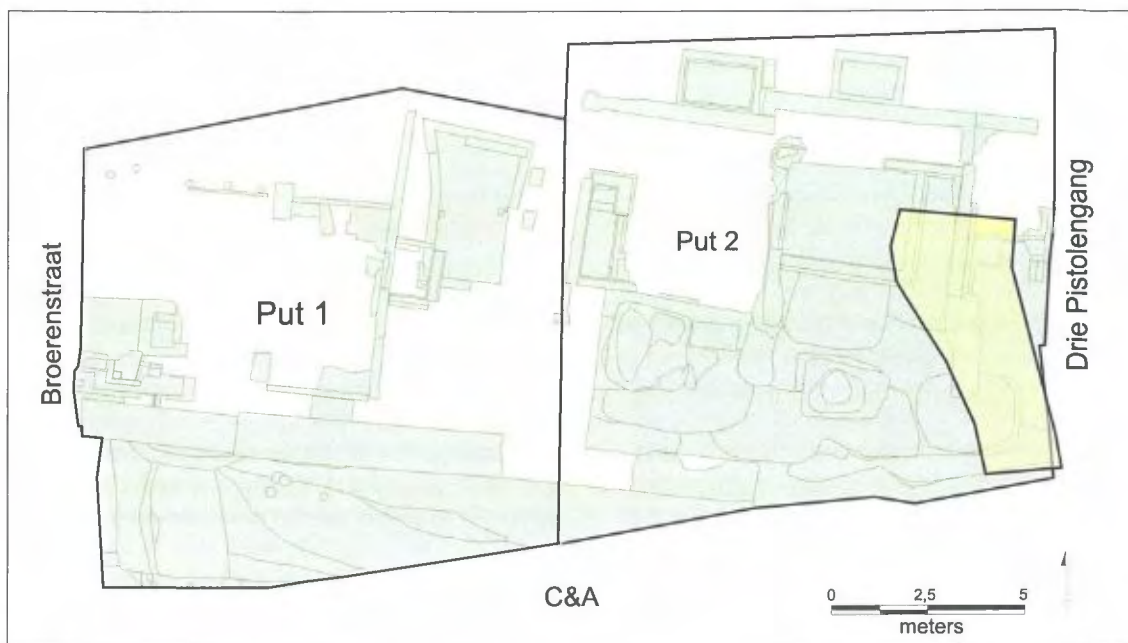 Broerenstraat
Put 1
Put 2
Drie Pistolengang
C&A
0 2,5 5
meters